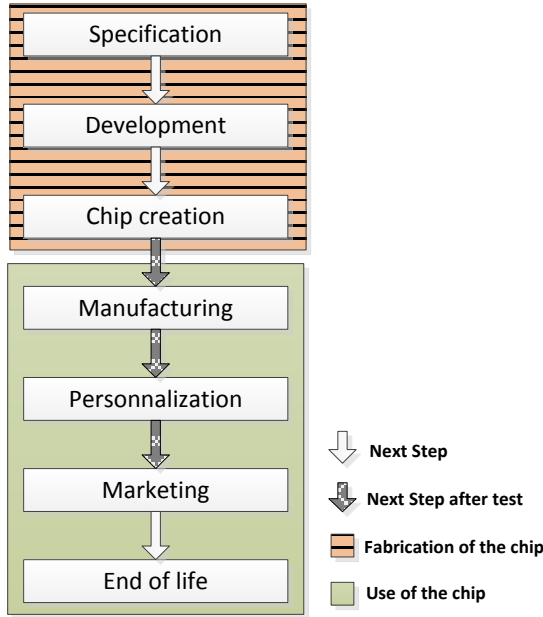 Specification
Development
Chip creation
Manufacturing
Personnalization
Marketing
End of life
Next Step
Next Step after test
Fabrication of the chip
Use of the chip